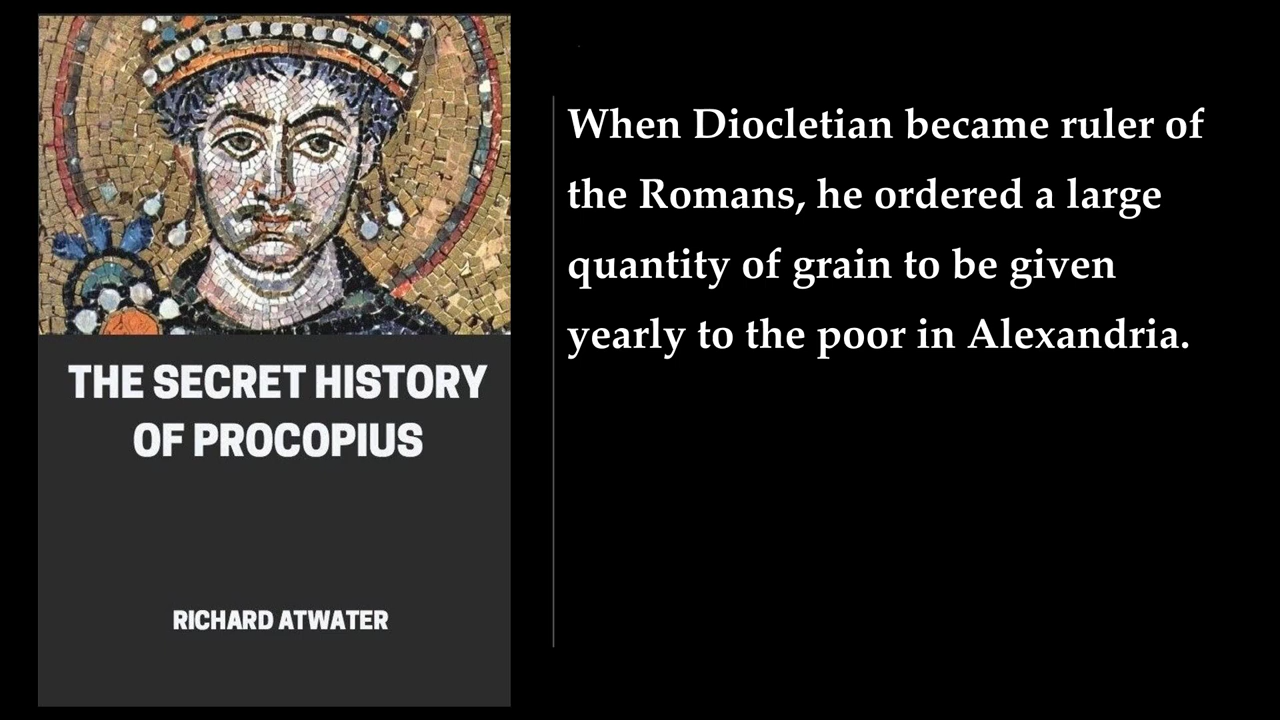 THE SECRET HISTORY
OF PROCOPIUS
RICHARD ATWATER
When Diocletian became ruler of
the Romans, he ordered a large
quantity of grain to be given
yearly to the poor in Alexandria.